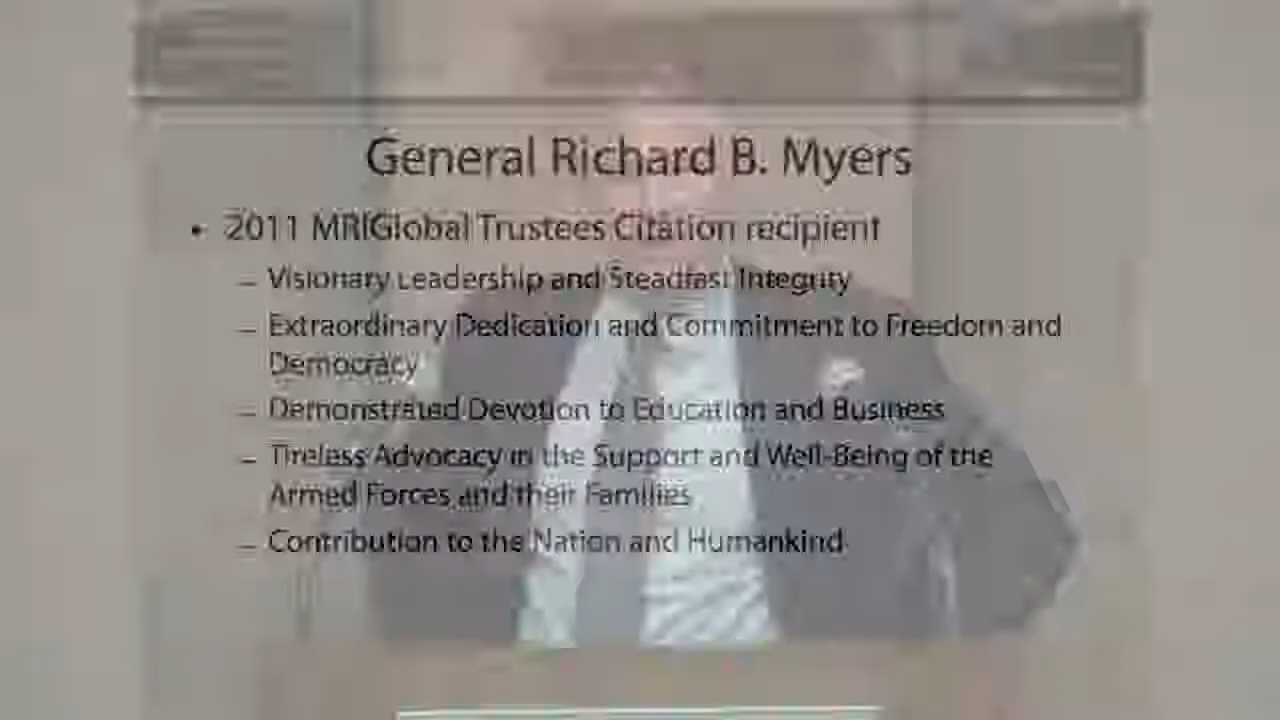 General Richard B. Myers
• 2011 MRIGlobal Trustees Citation recipient
– Visionary Leadership and Steadfast Integrity
– Extraordinary Dedication and Commitment to Freedom and
Democracy
– Demonstrated Devotion to Education and Business
– Tireless Advocacy in the Support and Well-Being of the
Armed Forces and their Families
– Contribution to the Nation and Humankind